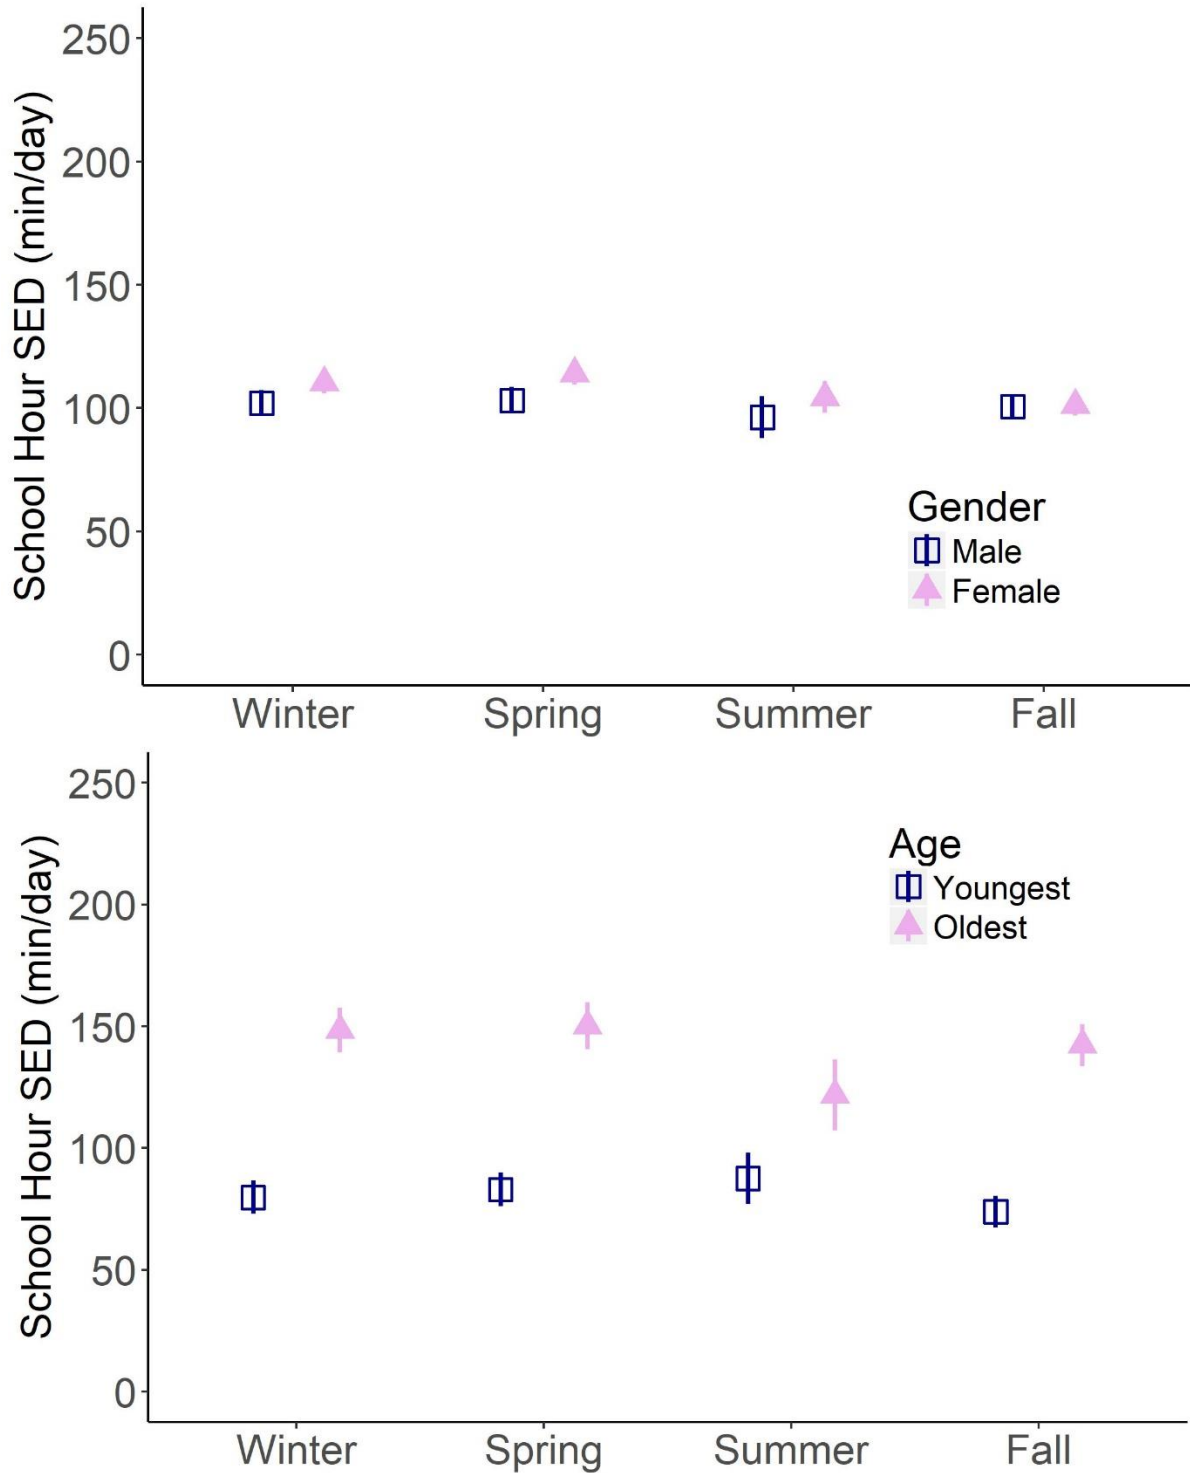 School Hour SED (min/day)
250
200
150
100
50
0
Gender
Male
Female
Winter Spring Summer Fall
School Hour SED (min/day)
250
200
150
100
50
0
Age
Youngest
Oldest
Winter Spring Summer Fall